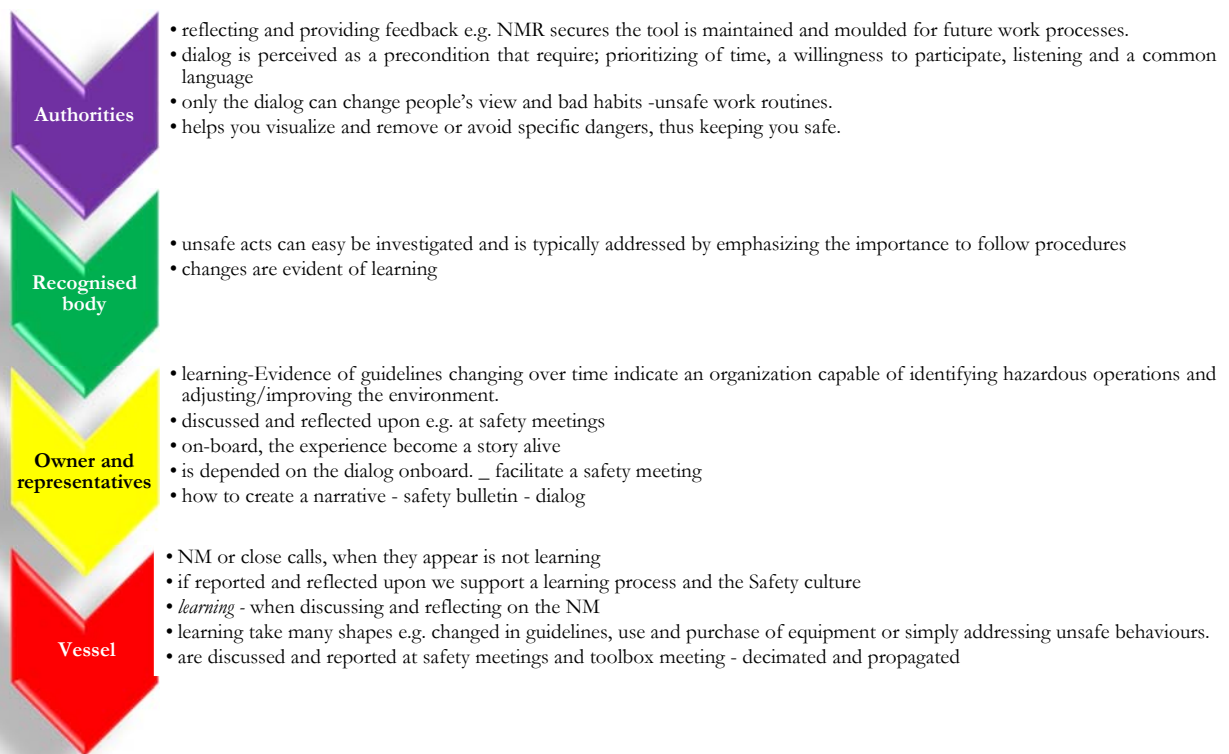 Authorities
• reflecting and providing feedback e.g. NMR secures the tool is maintained and moulded for future work processes.
• dialog is perceived as a precondition that require; prioritizing of time, a willingness to participate, listening and a common
language
• only the dialog can change people's view and bad habits -unsafe work routines.
• helps you visualize and remove or avoid specific dangers, thus keeping you safe.
Recognised
body
• unsafe acts can easy be investigated and is typically addressed by emphasizing the importance to follow procedures
• changes are evident of learning
Owner and
representatives
• learning-Evidence of guidelines changing over time indicate an organization capable of identifying hazardous operations and
adjusting/improving the environment.
• discussed and reflected upon e.g. at safety meetings
• on-board, the experience become a story alive
• is depended on the dialog onboard. _ facilitate a safety meeting
• how to create a narrative - safety bulletin - dialog
Vessel
• NM or close calls, when they appear is not learning
• if reported and reflected upon we support a learning process and the Safety culture
• learning - when discussing and reflecting on the NM
• learning take many shapes e.g. changed in guidelines, use and purchase of equipment or simply addressing unsafe behaviours.
• are discussed and reported at safety meetings and toolbox meeting - decimated and propagated